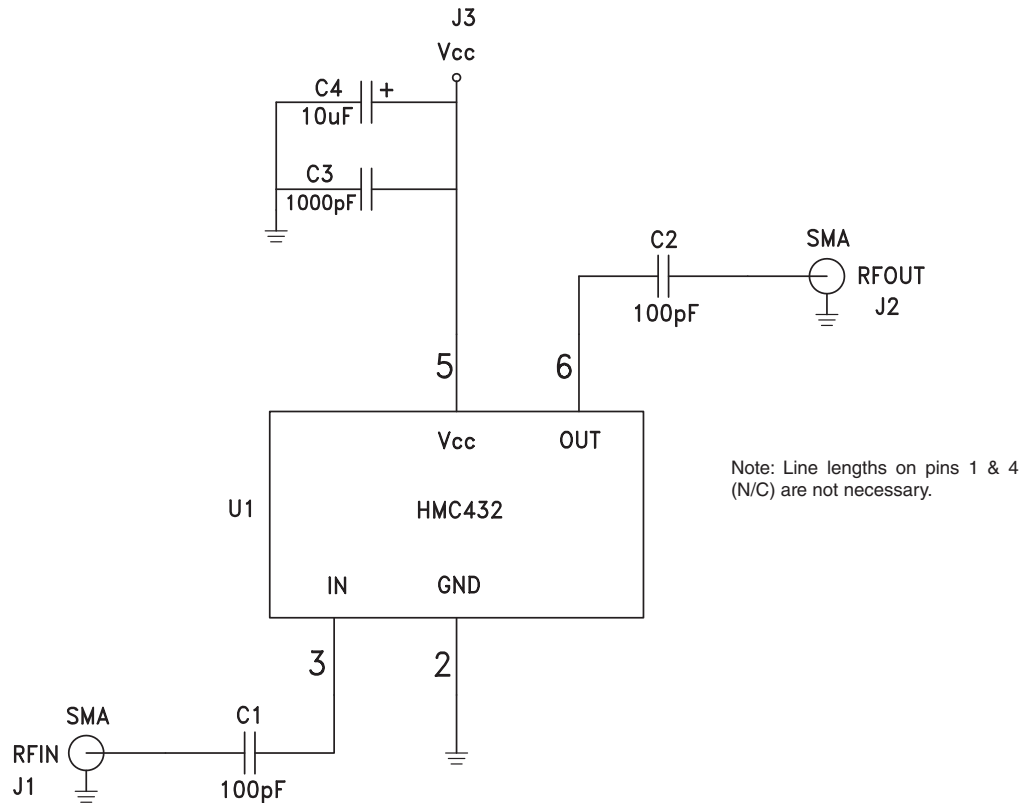 J3
Vcc
C4
+
10uF
C3
1000pF
C2
100pF
SMA
RFOUT
J2
5
6
Vcc
OUT
Note: Line lengths on pins 1 & 4
(N/C) are not necessary.
U1
HMC432
IN
GND
3
2
SMA
RFIN
J1
C1
100pF